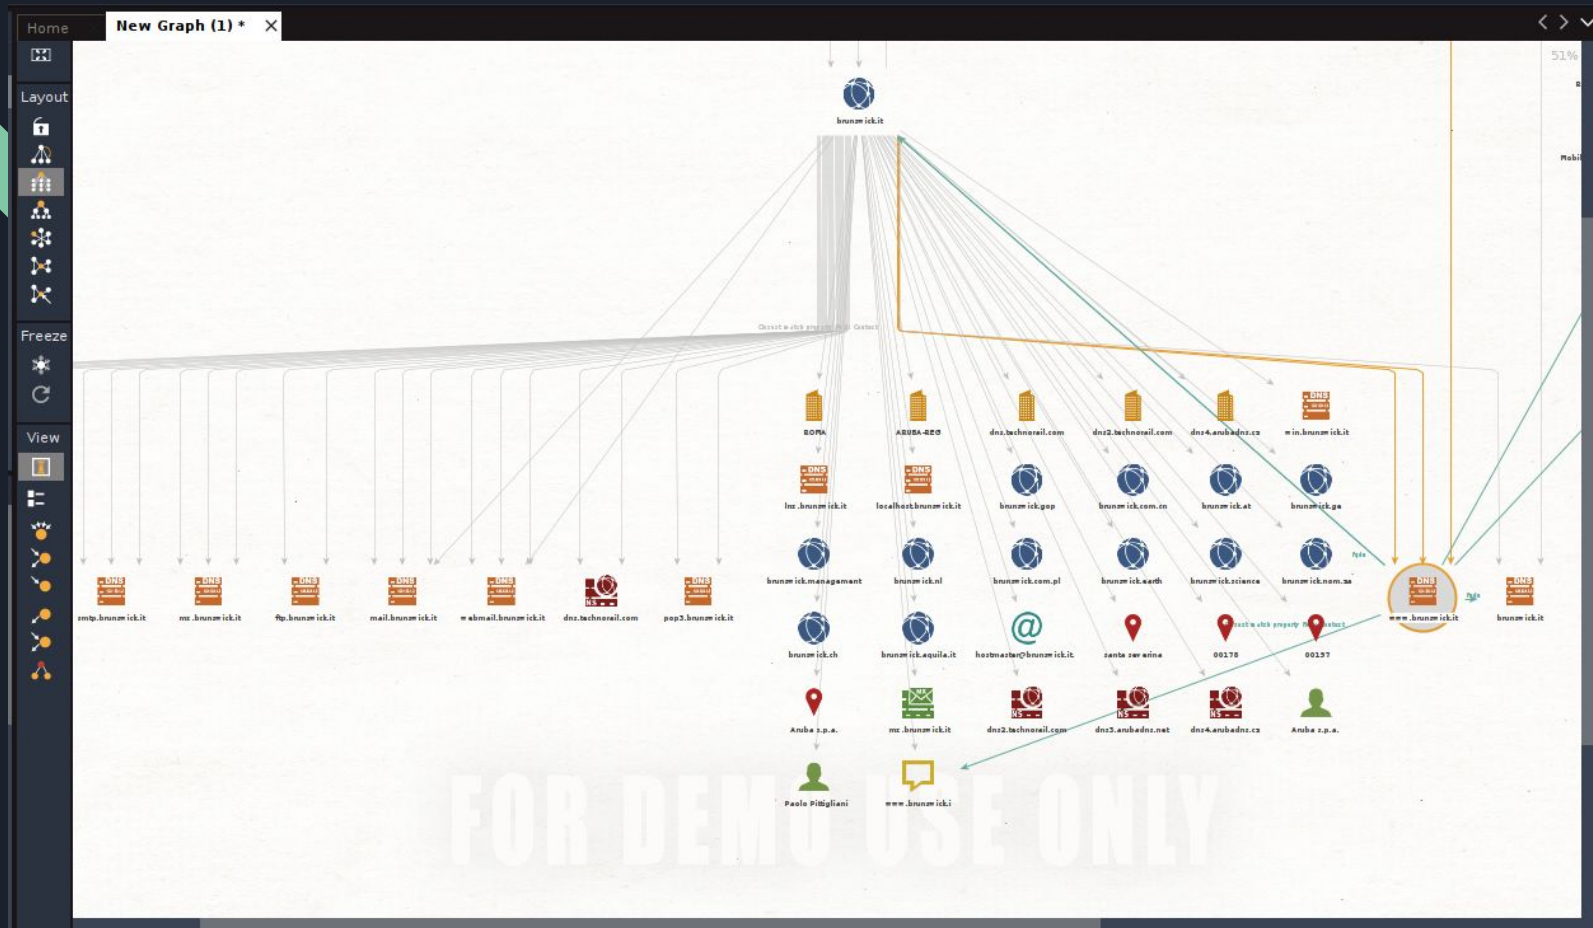 Home
New Graph (1) *
51%
Layout
Freeze
View
brunswick.it
ROMA
ARUBA-REG
dns.technorail.com
dns2.technorail.com
dns4.arubadns.cz
win.brunswick.it
localhost.brunswick.it
brunswick.gop
brunswick.com.cn
brunswick.at
brunswick.ga
brunswick.management
brunswick.nl
brunswick.com.pl
brunswick.earth
brunswick.science
brunswick.nom.sa
smtp.brunswick.it
mx.brunswick.it
ftp.brunswick.it
mail.brunswick.it
webmail.brunswick.it
dns.technorail.com
pop3.brunswick.it
www.brunswick.it
brunswick.it
brunswick.ch
brunswick.aquila.it
hostmaster@brunswick.it
santa severina
00178
00197
Aruba s.p.a.
mx.brunswick.it
dns2.technorail.com
dns3.arubadns.net
dns4.arubadns.cz
Aruba s.p.a.
Paolo Pittigliani
www.brunswick.i
FOR DEMO USE ONLY